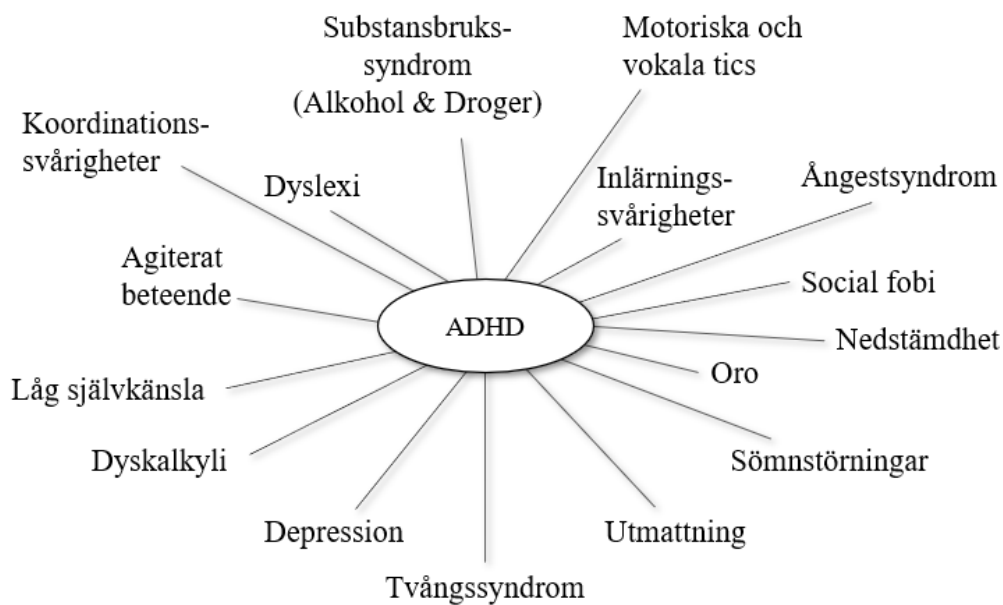 Substansbruks-
syndrom
(Alkohol & Droger)
Motoriska och
vokala tics
Koordinations-
svårigheter
Dyslexi
Inlärnings-
svårigheter
Ångestsyndrom
Agiterat
beteende
Social fobi
ADHD
Nedstämdhet
Oro
Låg självkänsla
Dyskalkyli
Sömnstörningar
Depression
Utmattning
Tvångssyndrom